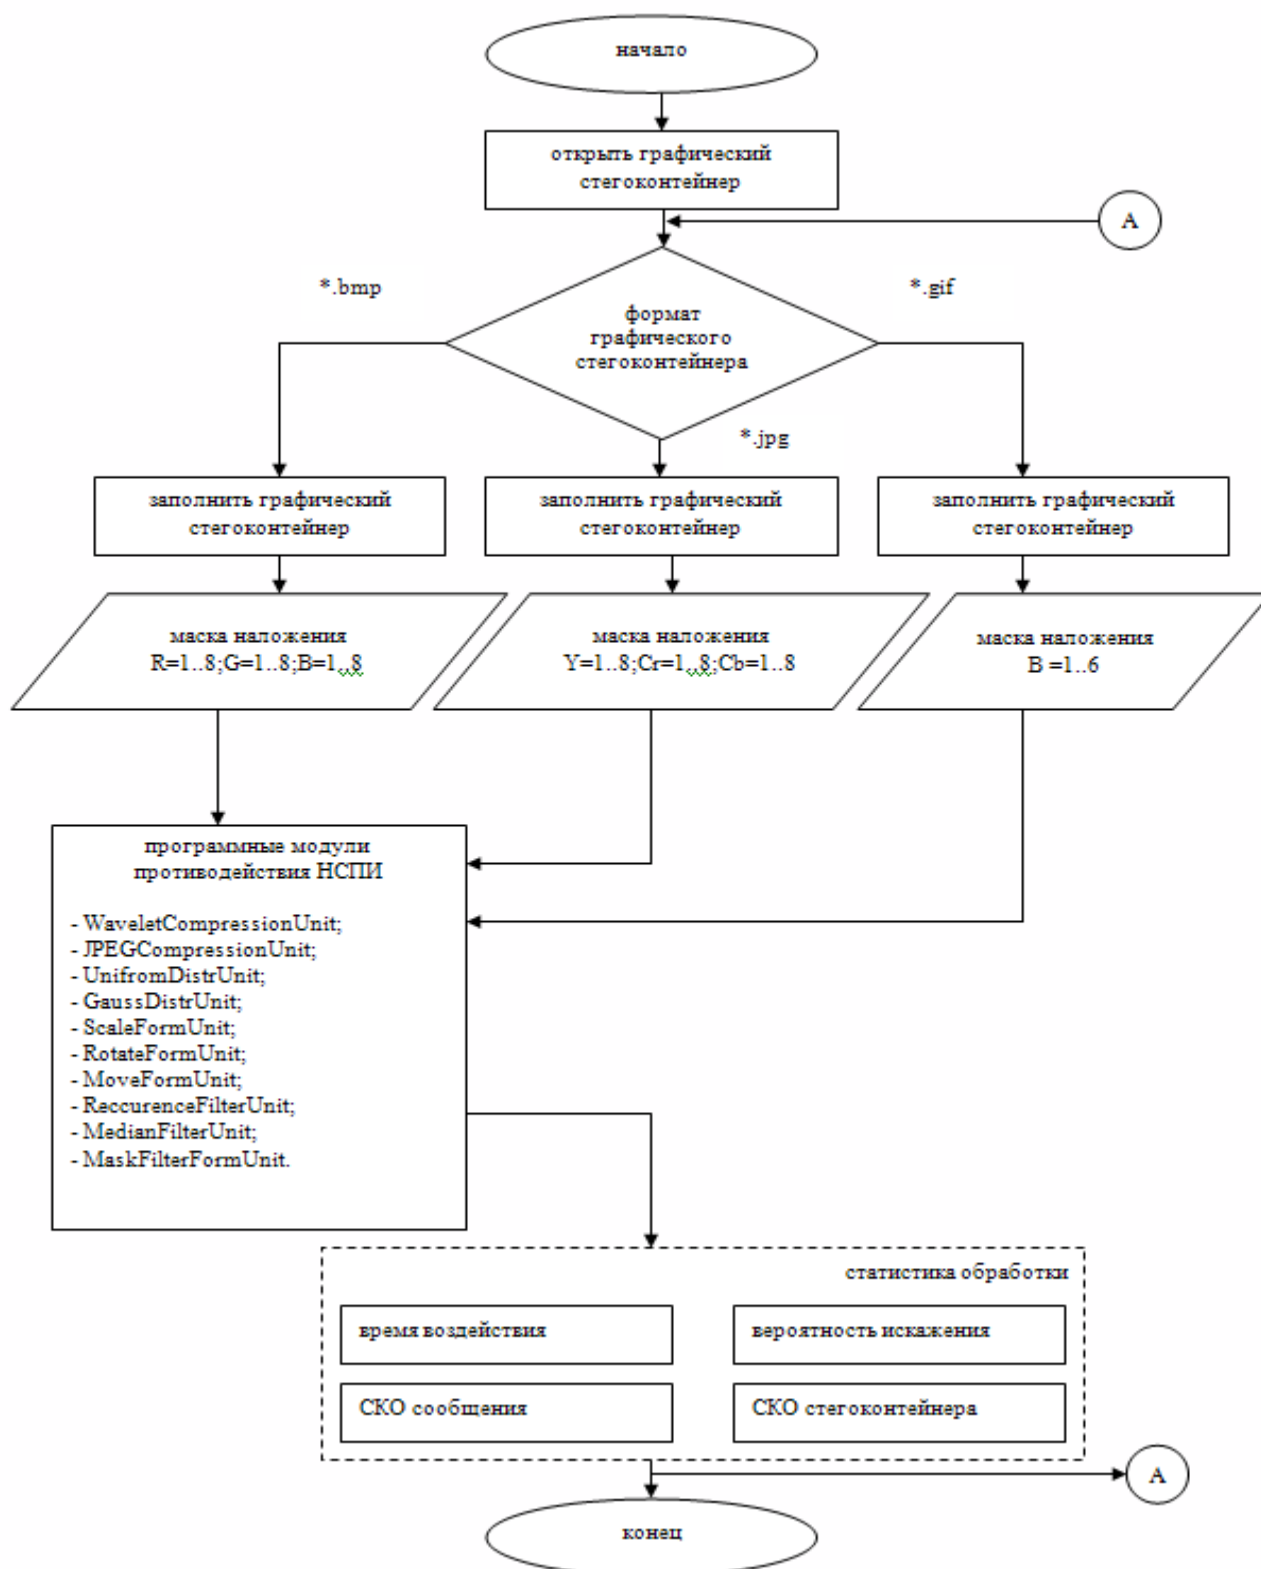 начало
открыть графический
стегоконтейнер
А
*.bmp
*.gif
формат
графического
стегоконтейнера
*.jpg
заполнить графический
стегоконтейнер
заполнить графический
стегоконтейнер
заполнить графический
стегоконтейнер
маска наложения
R=1..8;G=1..8;B=1..8
маска наложения
Y=1..8;Cr=1..8;Cb=1..8
маска наложения
B =1..6
программные модули
противодействия НСПИ
- WaveletCompressionUnit;
- JPEGCompressionUnit;
- UnifromDistrUnit;
- GaussDistrUnit;
- ScaleFormUnit;
- RotateFormUnit;
- MoveFormUnit;
- ReccurenceFilterUnit;
- MedianFilterUnit;
- MaskFilterFormUnit.
статистика обработки
время воздействия
вероятность искажения
СКО сообщения
СКО стегоконтейнера
А
конец